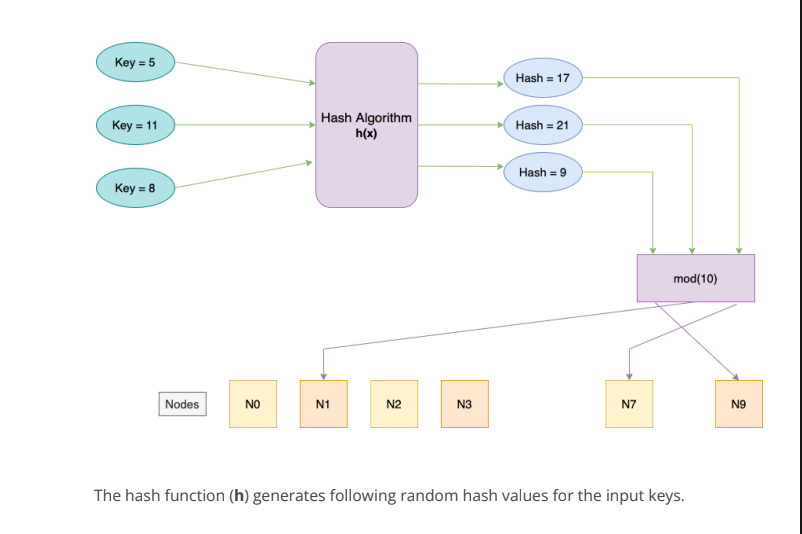 Key = 5
Key = 11
Key = 8
Hash Algorithm
h(x)
Hash = 17
Hash = 21
Hash = 9
mod(10)
Nodes
N0
N1
N2
N3
N7
N9
The hash function (h) generates following random hash values for the input keys.